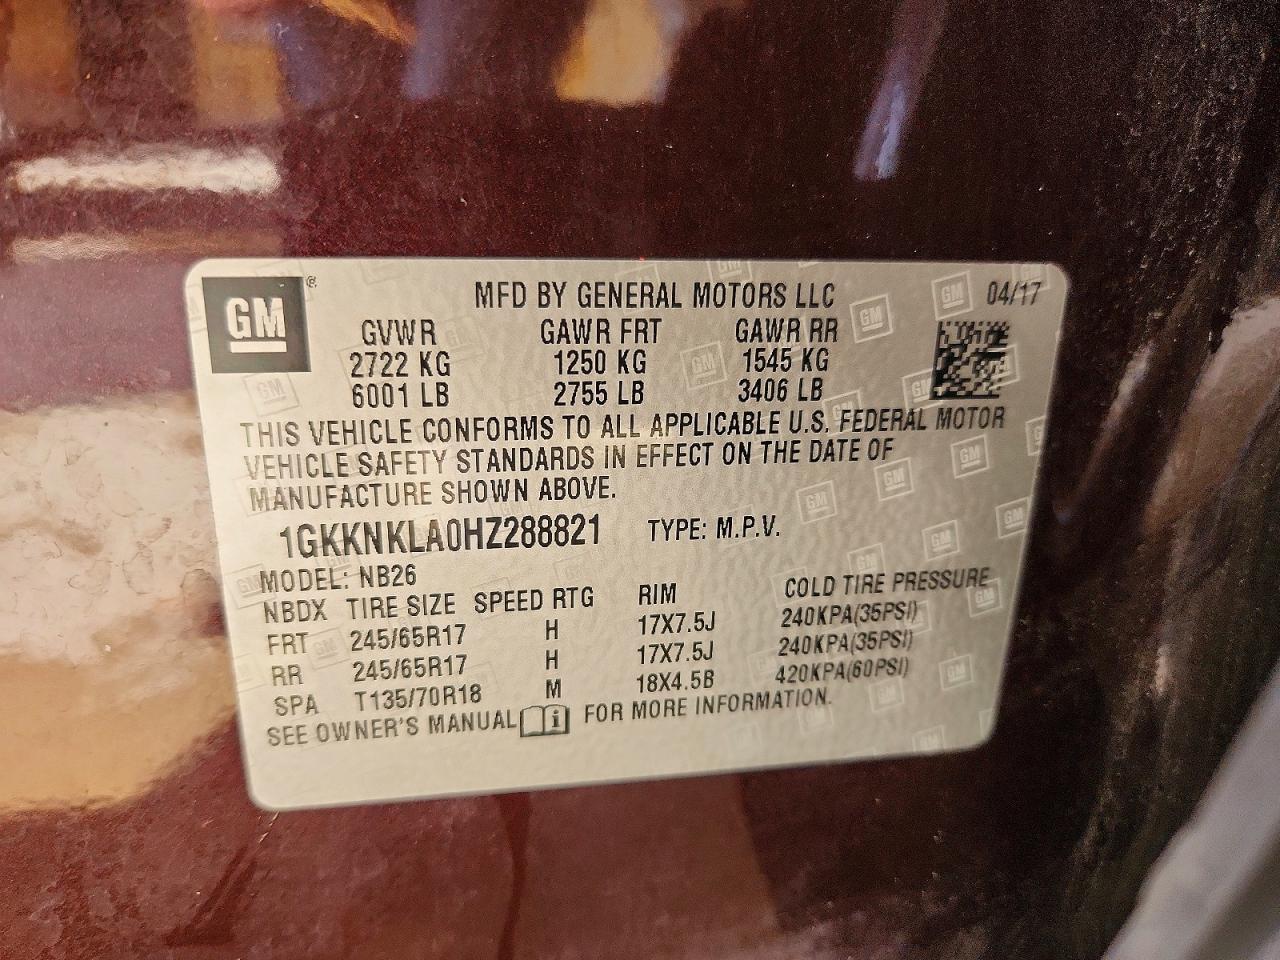 GM
MFD BY GENERAL MOTORS LLC 04/17
GVWR GAWR FRT GAWR RR
2722 KG 1250 KG 1545 KG
6001 LB 2755 LB 3406 LB
THIS VEHICLE CONFORMS TO ALL APPLICABLE U.S. FEDERAL MOTOR
VEHICLE SAFETY STANDARDS IN EFFECT ON THE DATE OF
MANUFACTURE SHOWN ABOVE.
1GKKNKLA0HZ288821 TYPE: M.P.V.
MODEL: NB26
NBDX TIRE SIZE SPEED RTG RIM COLD TIRE PRESSURE
FRT 245/65R17 H 17X7.5J 240KPA(35PSI)
RR 245/65R17 H 17X7.5J 240KPA(35PSI)
SPA T135/70R18 M 18X4.5B 420KPA(60PSI)
SEE OWNER'S MANUAL FOR MORE INFORMATION.